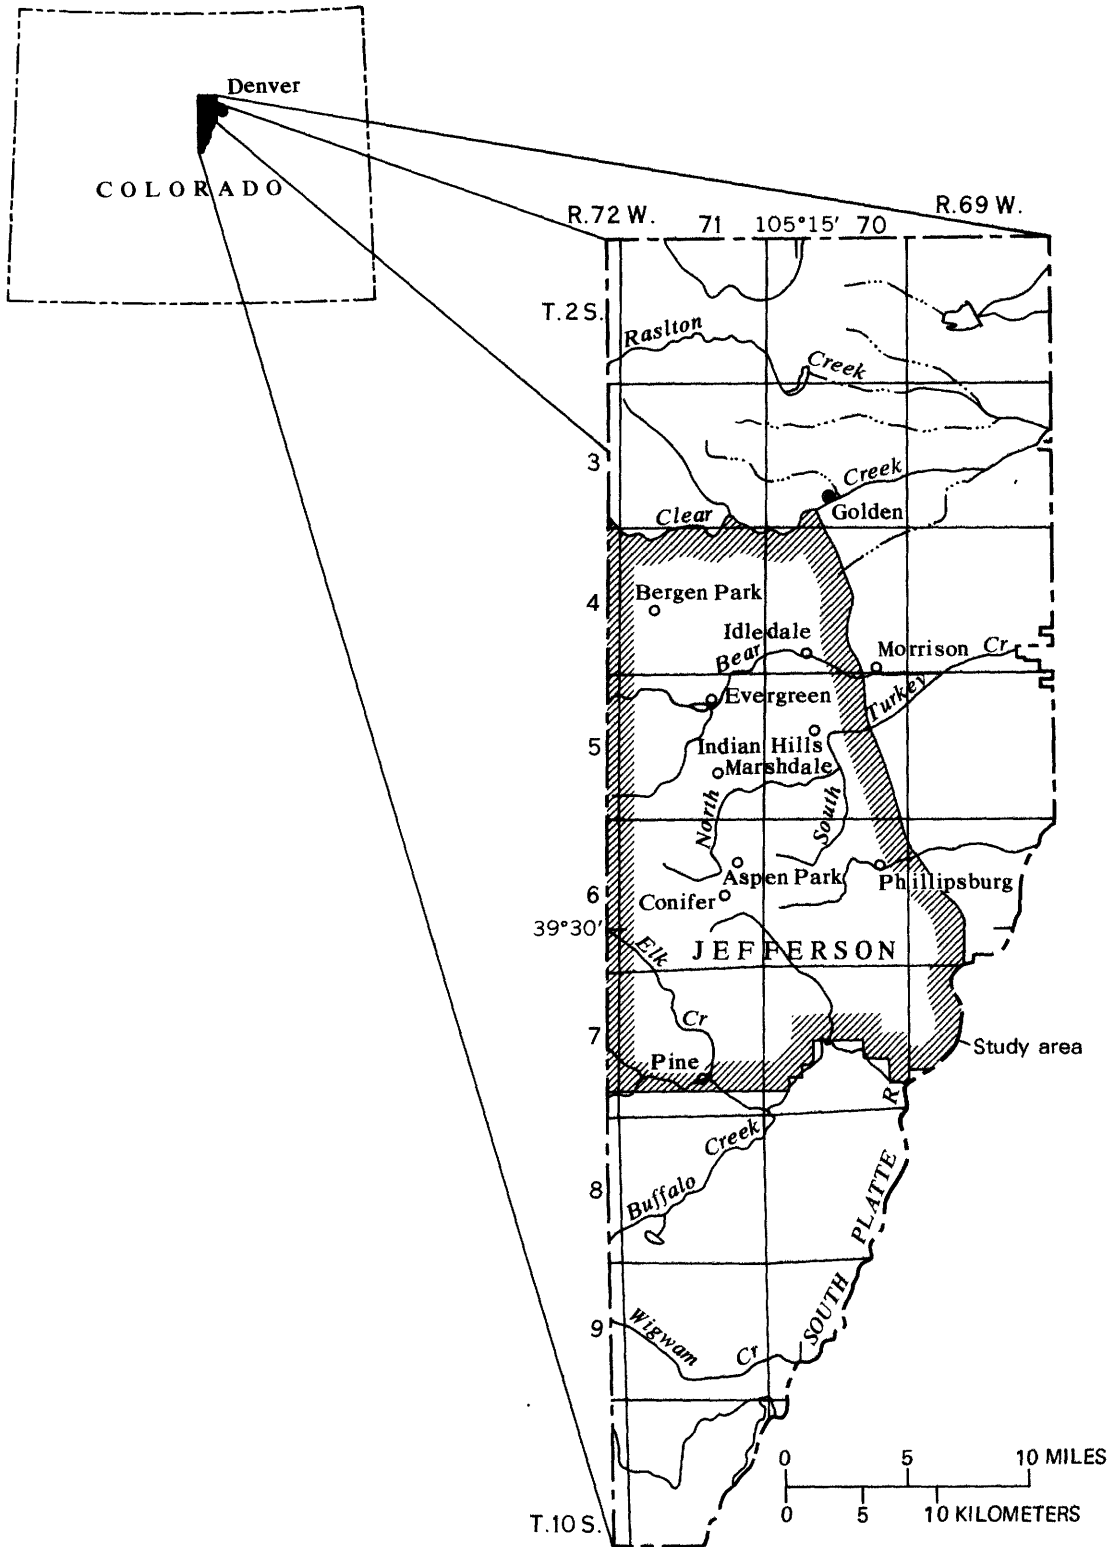 Denver
COLORADO
R.72 W.
71
105°15'
70
R.69 W.
T.2 S.
Raslton
Creek
3
Creek
Clear
Golden
4
Bergen Park
Idledale
Bear
Morrison
Cr
Evergreen
Turkey
5
Indian Hills
Marshdale
North
South
Aspen Park
Phillipsburg
6
Conifer
39°30'
Elk
JEFFERSON
7
Cr
Study area
Pine
R
Creek
8
Buffalo
PLATTE
9
Wigwam
Cr
SOUTH
0 5 10 MILES
0 5 10 KILOMETERS
T.10 S.